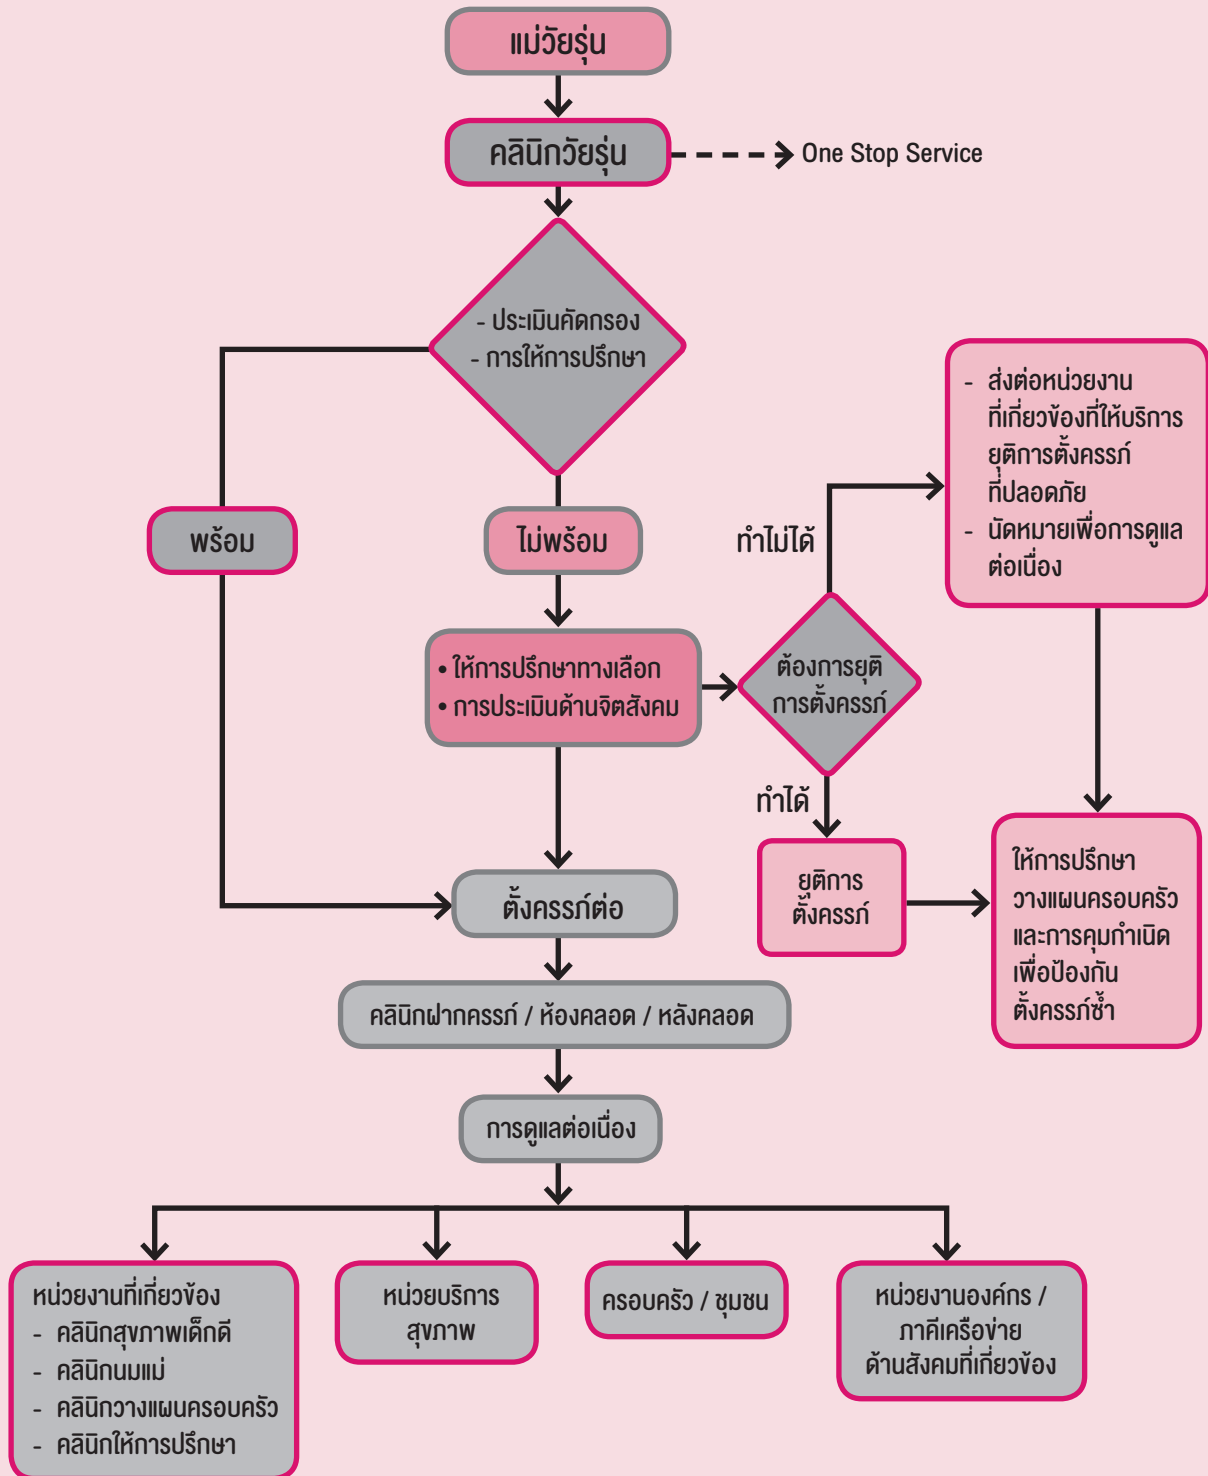 แม่วัยรุ่น
คลินิกวัยรุ่น
One Stop Service
- ประเมินคัดกรอง
- การให้การปรึกษา
พร้อม
ไม่พร้อม
• ให้การปรึกษาทางเลือก
• การประเมินด้านจิตสังคม
ต้องการยุติ
การตั้งครรภ์
ทำไม่ได้
- ส่งต่อหน่วยงาน
ที่เกี่ยวข้องที่ให้บริการ
ยุติการตั้งครรภ์
ที่ปลอดภัย
- นัดหมายเพื่อการดูแล
ต่อเนื่อง
ทำได้
ยุติการ
ตั้งครรภ์
ให้การปรึกษา
วางแผนครอบครัว
และการคุมกำเนิด
เพื่อป้องกัน
ตั้งครรภ์ซ้ำ
ตั้งครรภ์ต่อ
คลินิกฝากครรภ์ / ห้องคลอด / หลังคลอด
การดูแลต่อเนื่อง
หน่วยงานที่เกี่ยวข้อง
- คลินิกสุขภาพเด็กดี
- คลินิกนมแม่
- คลินิกวางแผนครอบครัว
- คลินิกให้การปรึกษา
หน่วยบริการ
สุขภาพ
ครอบครัว / ชุมชน
หน่วยงานองค์กร /
ภาคีเครือข่าย
ด้านสังคมที่เกี่ยวข้อง